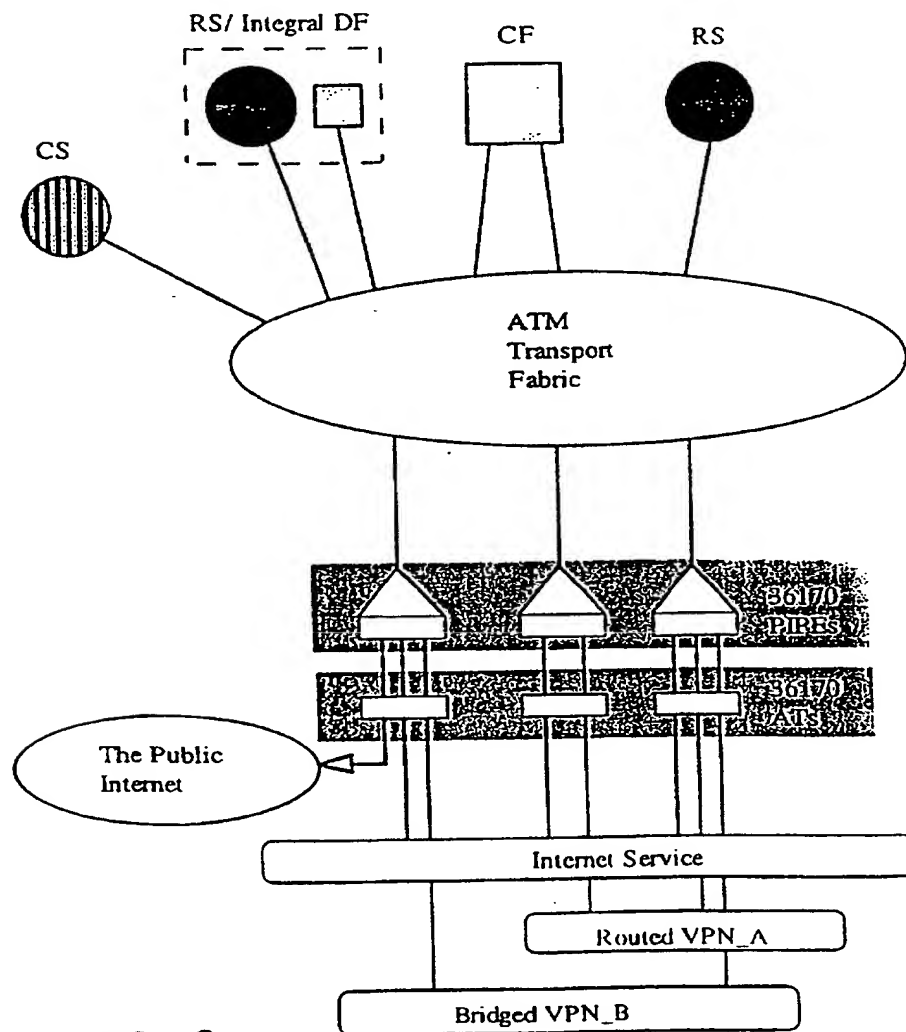 RS/ Integral DF
CF
RS
CS
ATM
Transport
Fabric
36170
PIREs
36170
ATs
The Public
Internet
Internet Service
Routed VPN_A
Bridged VPN_B